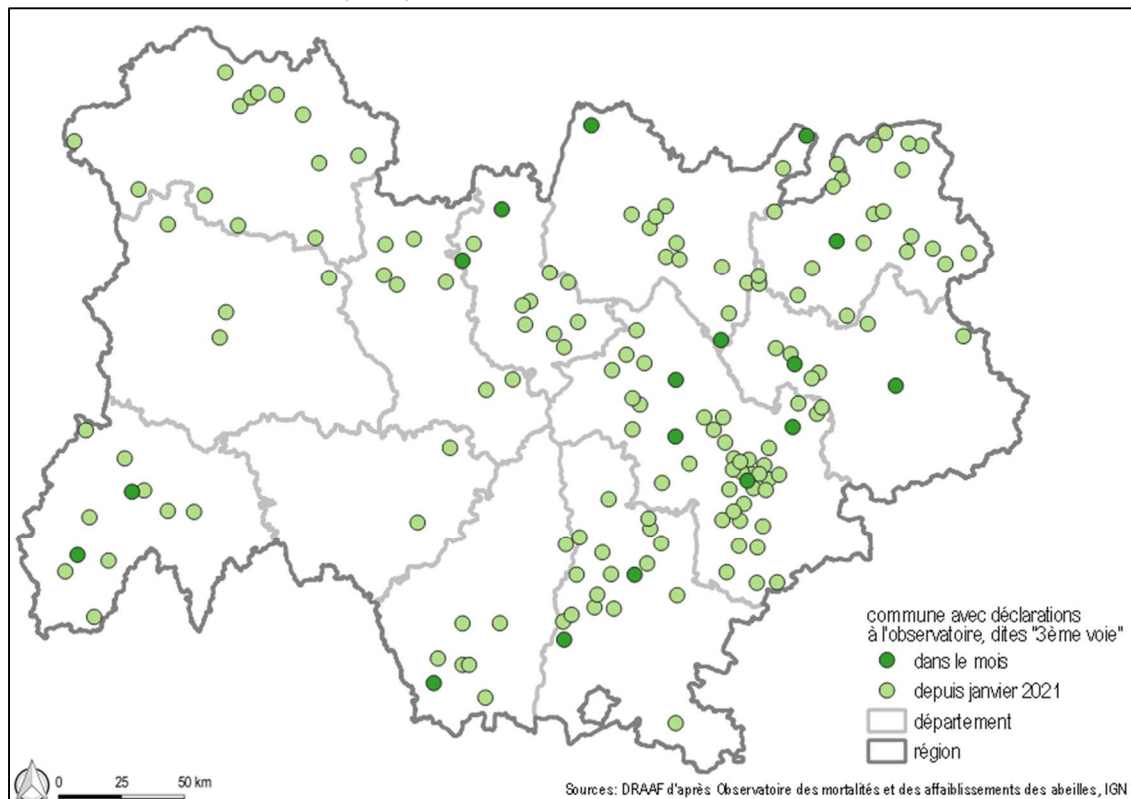 commune avec déclarations
à l'observatoire, dites "3ème voie"
dans le mois
depuis janvier 2021
département
région
0 25 50 km
Sources: DRAAF d'après Observatoire des mortalités et des affaiblissements des abeilles, IGN